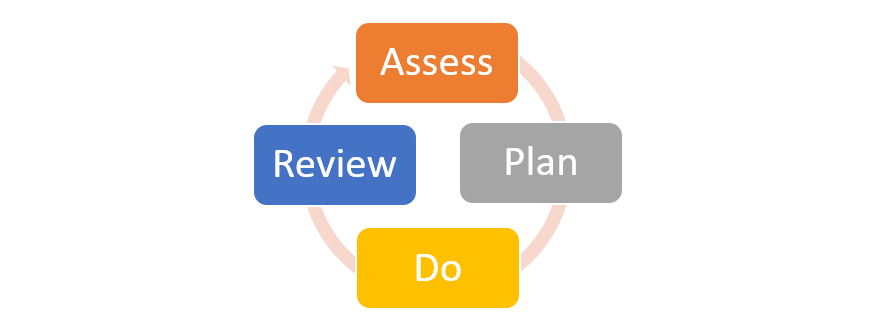 Assess
Plan
Do
Review